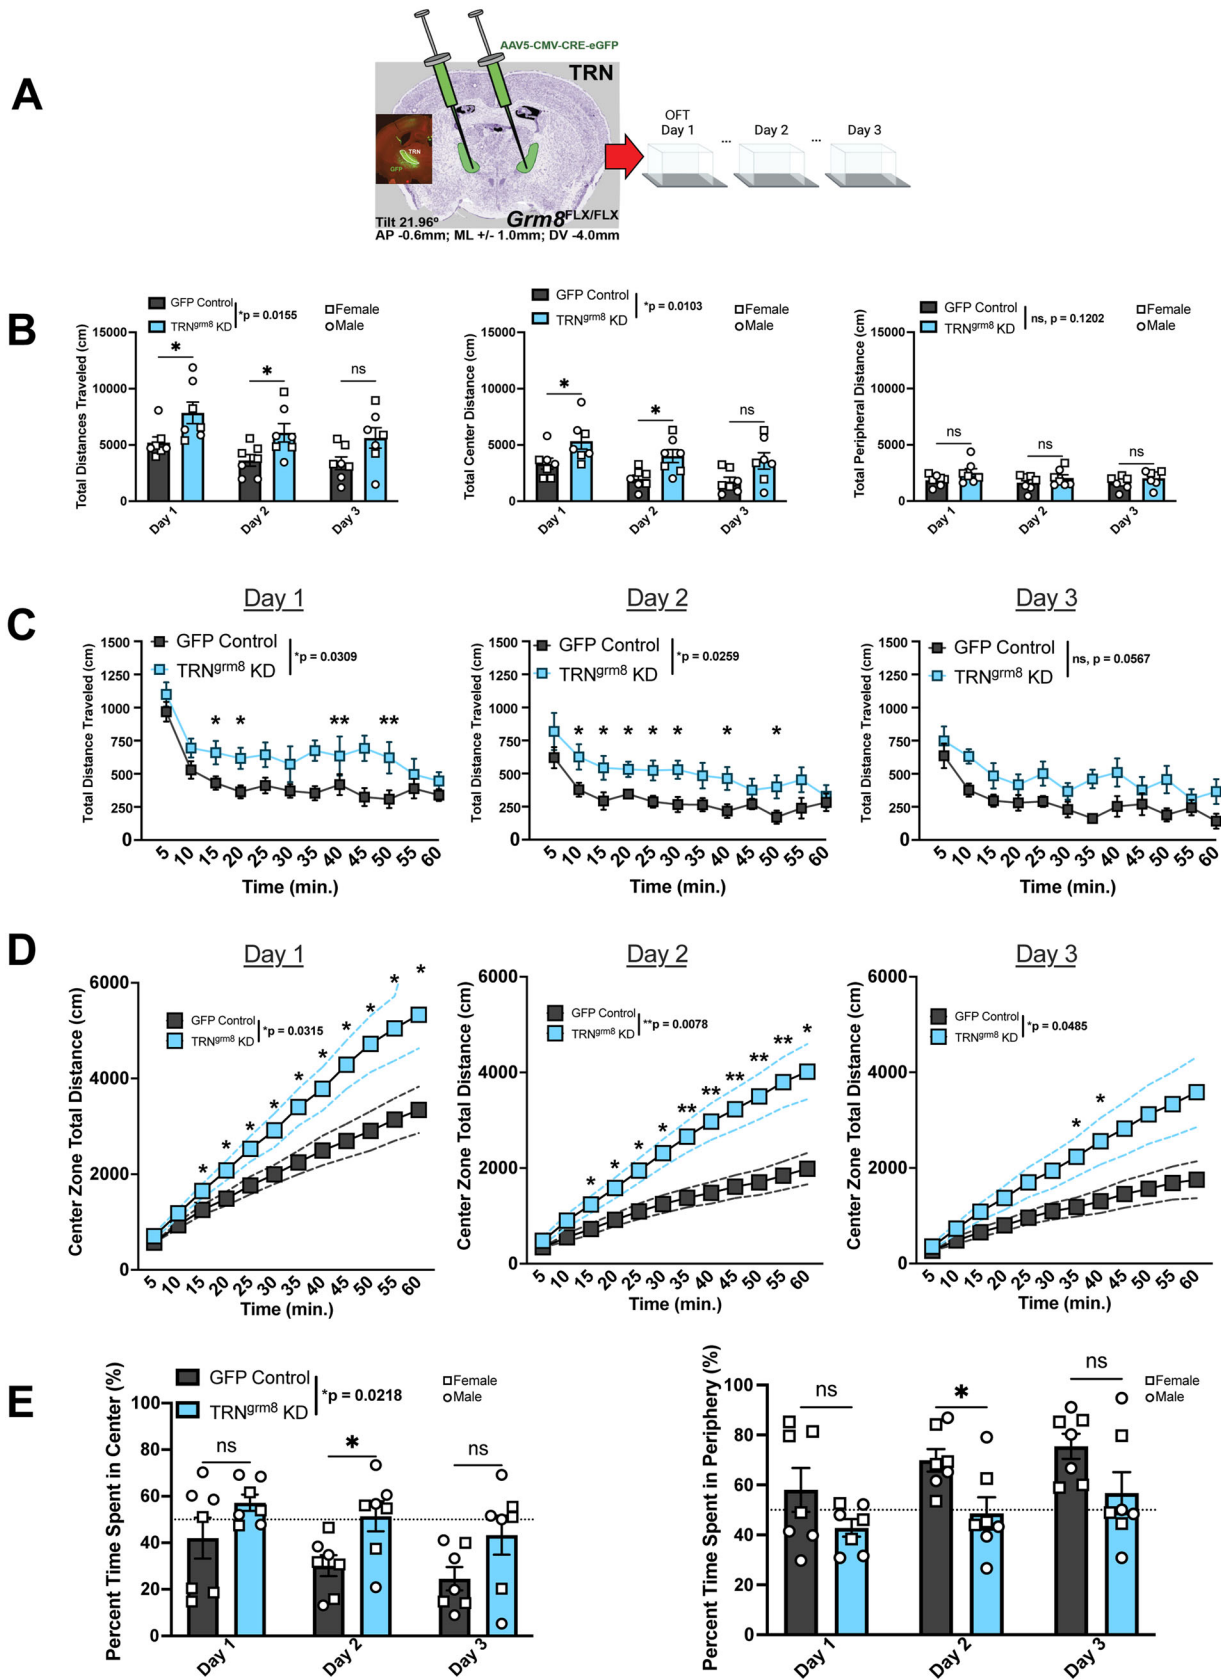 A
AAV5-CMV-CRE-eGFP
TRN
TRN
GFP
Grm8FLX/FLX
Tilt 21.96º
AP -0.6mm; ML +/- 1.0mm; DV -4.0mm
OFT
Day 1 ... Day 2 ... Day 3
B
GFP Control
TRNgrm8 KD
*p = 0.0155
Female
Male
Total Distances Traveled (cm)
15000
10000
5000
0
* * ns
Day 1 Day 2 Day 3
GFP Control
TRNgrm8 KD
*p = 0.0103
Female
Male
Total Center Distance (cm)
15000
10000
5000
0
* * ns
Day 1 Day 2 Day 3
GFP Control
TRNgrm8 KD
ns, p = 0.1202
Female
Male
Total Peripheral Distance (cm)
15000
10000
5000
0
ns ns ns
Day 1 Day 2 Day 3
C
Day 1
GFP Control
TRNgrm8 KD
*p = 0.0309
Total Distance Traveled (cm)
1500
1250
1000
750
500
250
0
* * ** **
5 10 15 20 25 30 35 40 45 50 55 60
Time (min.)
Day 2
GFP Control
TRNgrm8 KD
*p = 0.0259
Total Distance Traveled (cm)
1500
1250
1000
750
500
250
0
* * * * * * *
5 10 15 20 25 30 35 40 45 50 55 60
Time (min.)
Day 3
GFP Control
TRNgrm8 KD
ns, p = 0.0567
Total Distance Traveled (cm)
1500
1250
1000
750
500
250
0
5 10 15 20 25 30 35 40 45 50 55 60
Time (min.)
D
Day 1
GFP Control
TRNgrm8 KD
*p = 0.0315
Center Zone Total Distance (cm)
6000
4000
2000
0
* * * * * * * * * *
5 10 15 20 25 30 35 40 45 50 55 60
Time (min.)
Day 2
GFP Control
TRNgrm8 KD
**p = 0.0078
Center Zone Total Distance (cm)
6000
4000
2000
0
* * * * ** ** ** ** ** *
5 10 15 20 25 30 35 40 45 50 55 60
Time (min.)
Day 3
GFP Control
TRNgrm8 KD
*p = 0.0485
Center Zone Total Distance (cm)
6000
4000
2000
0
* *
5 10 15 20 25 30 35 40 45 50 55 60
Time (min.)
E
GFP Control
TRNgrm8 KD
*p = 0.0218
Female
Male
Percent Time Spent in Center (%)
100
80
60
40
20
0
ns * ns
Day 1 Day 2 Day 3
Female
Male
Percent Time Spent in Periphery (%)
100
80
60
40
20
0
ns * ns
Day 1 Day 2 Day 3